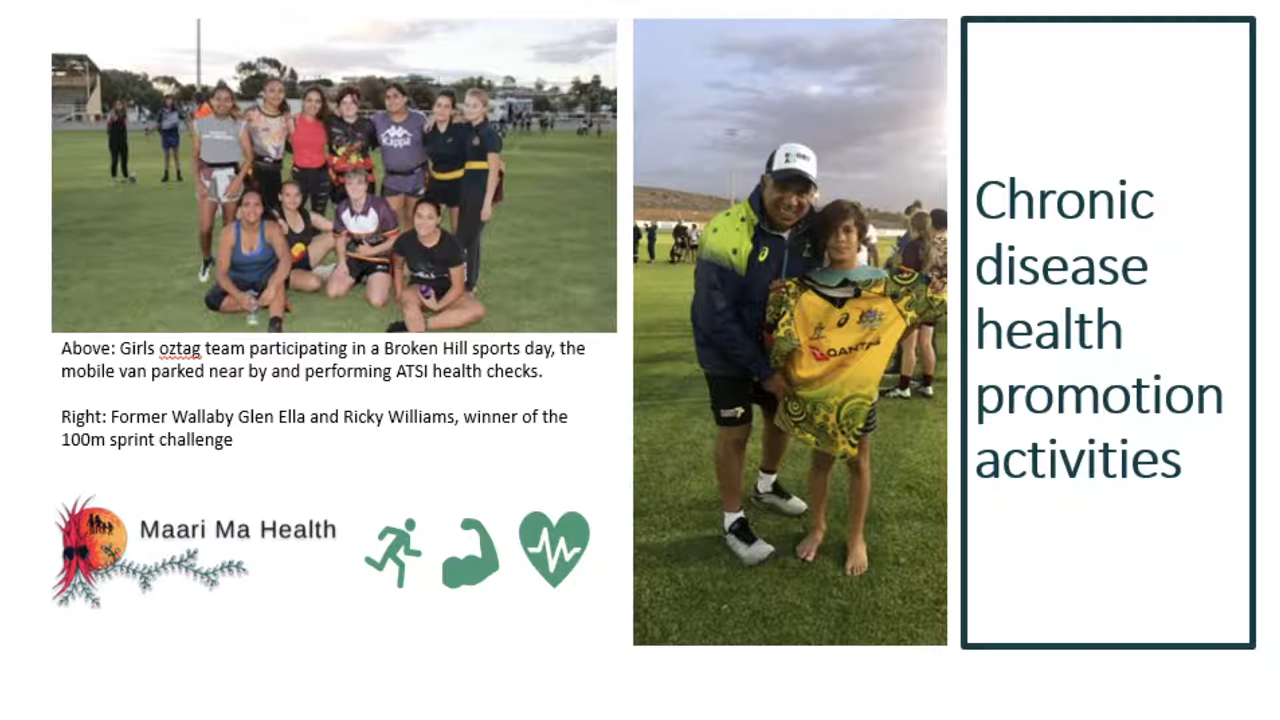 Above: Girls oztag team participating in a Broken Hill sports day, the
mobile van parked near by and performing ATSI health checks.
Right: Former Wallaby Glen Ella and Ricky Williams, winner of the
100m sprint challenge
Maari Ma Health
Kappa
QANTAS
Chronic
disease
health
promotion
activities